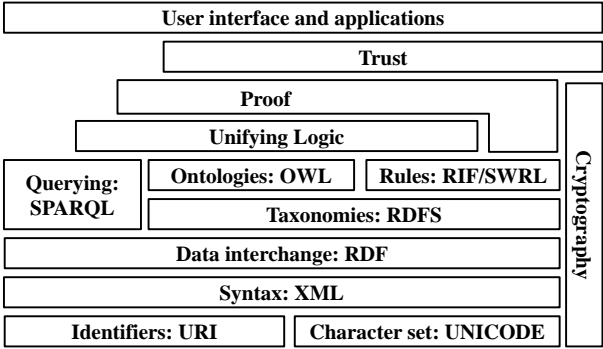 User interface and applications
Trust
Proof
Unifying Logic
Querying:
SPARQL
Ontologies: OWL
Rules: RIF/SWRL
Taxonomies: RDFS
Cryptography
Data interchange: RDF
Syntax: XML
Identifiers: URI
Character set: UNICODE